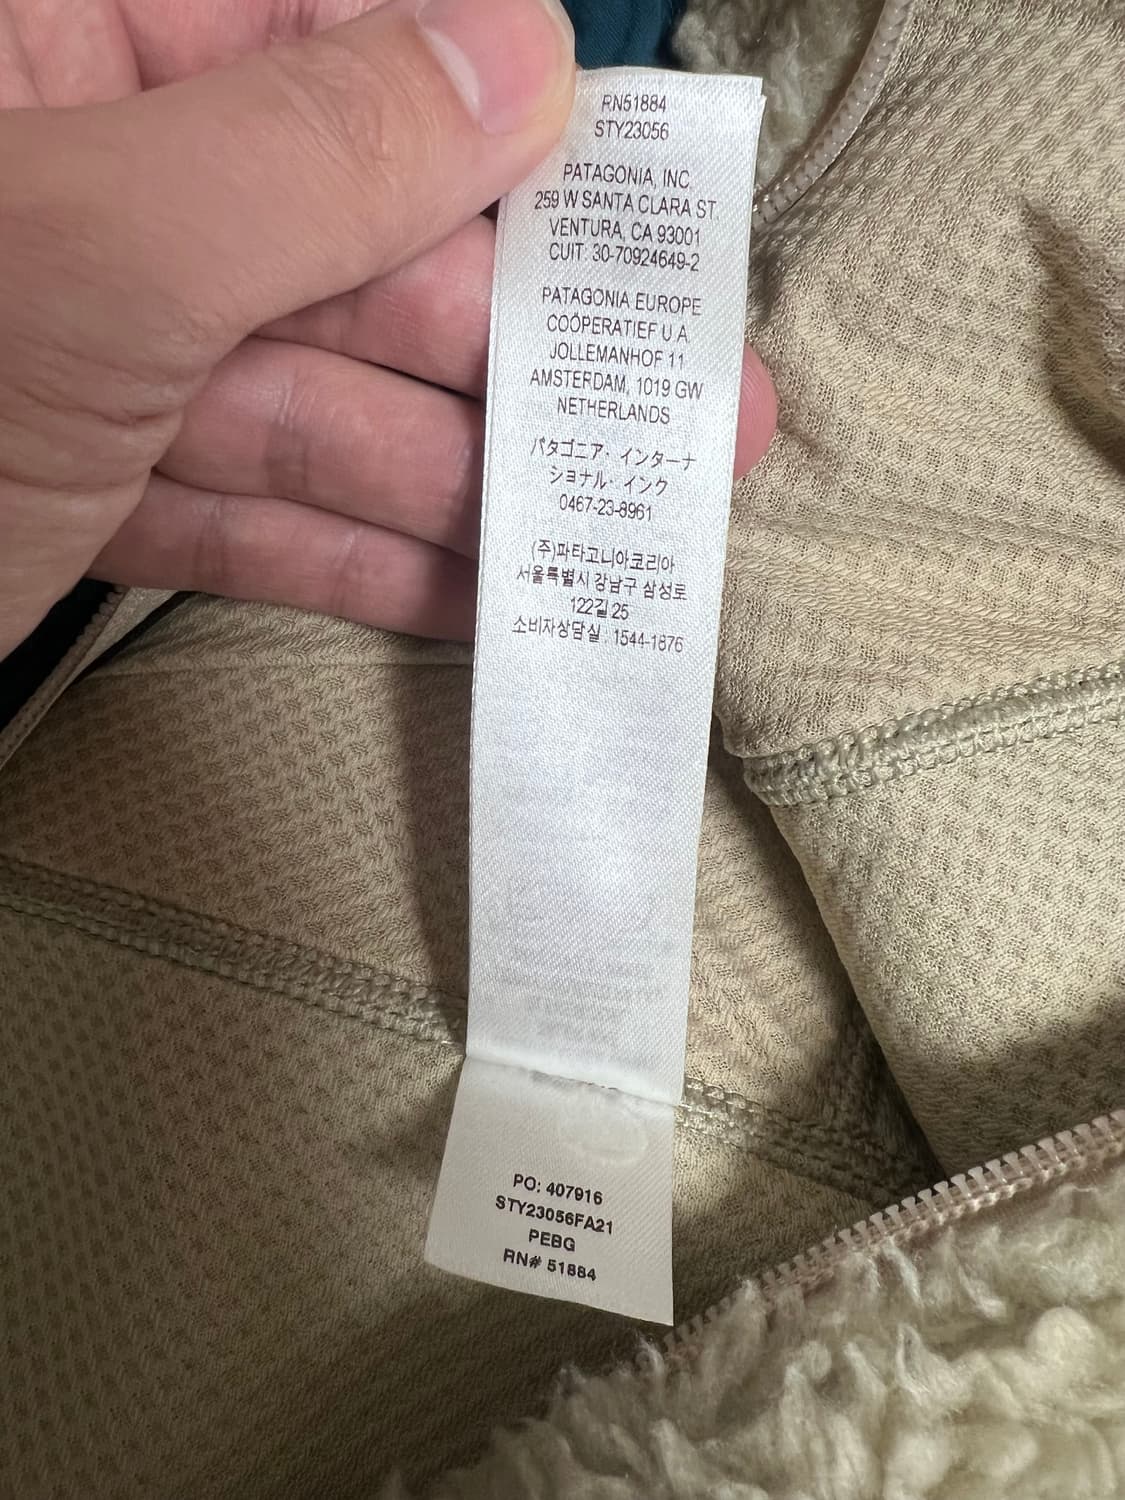 RN51884
STY23056
PATAGONIA, INC.
259 W SANTA CLARA ST.
VENTURA, CA 93001
CUIT: 30-70924649-2
PATAGONIA EUROPE
COÖPERATIEF U.A.
JOLLEMANHOF 11
AMSTERDAM, 1019 GW
NETHERLANDS
パタゴニア・インターナ
ショナル・インク
0467-23-8961
(주)파타고니아코리아
서울특별시 강남구 삼성로
122길 25
소비자상담실 1544-1876
PO: 407916
STY23056FA21
PEBG
RN# 51884